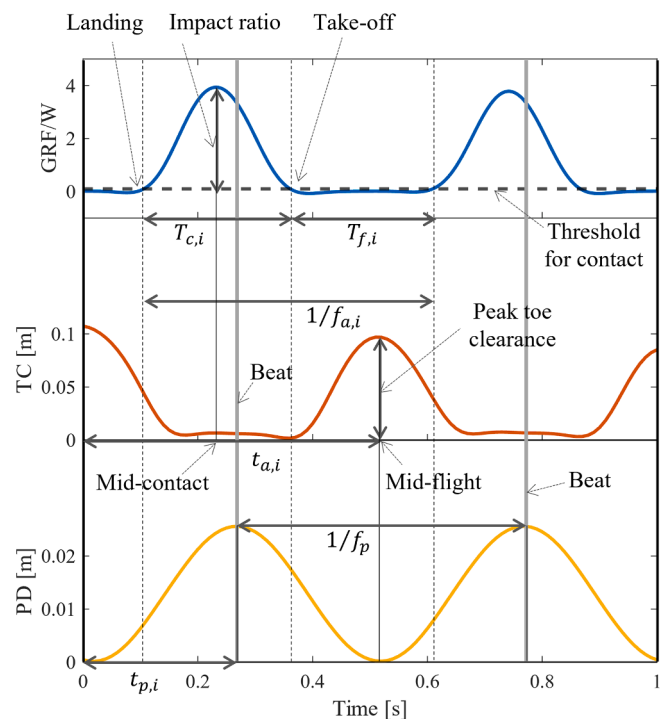 Landing Impact ratio Take-off
4
2
0
GRF/W
T_{c,i} T_{f,i}
Threshold
for contact
1/f_{a,i}
Peak toe
clearance
0.1
0.05
0
TC [m]
Beat
t_{a,i}
Mid-contact Mid-flight Beat
1/f_p
0.02
0.01
0
PD [m]
0 0.2 0.4 0.6 0.8 1
t_{p,i}
Time [s]